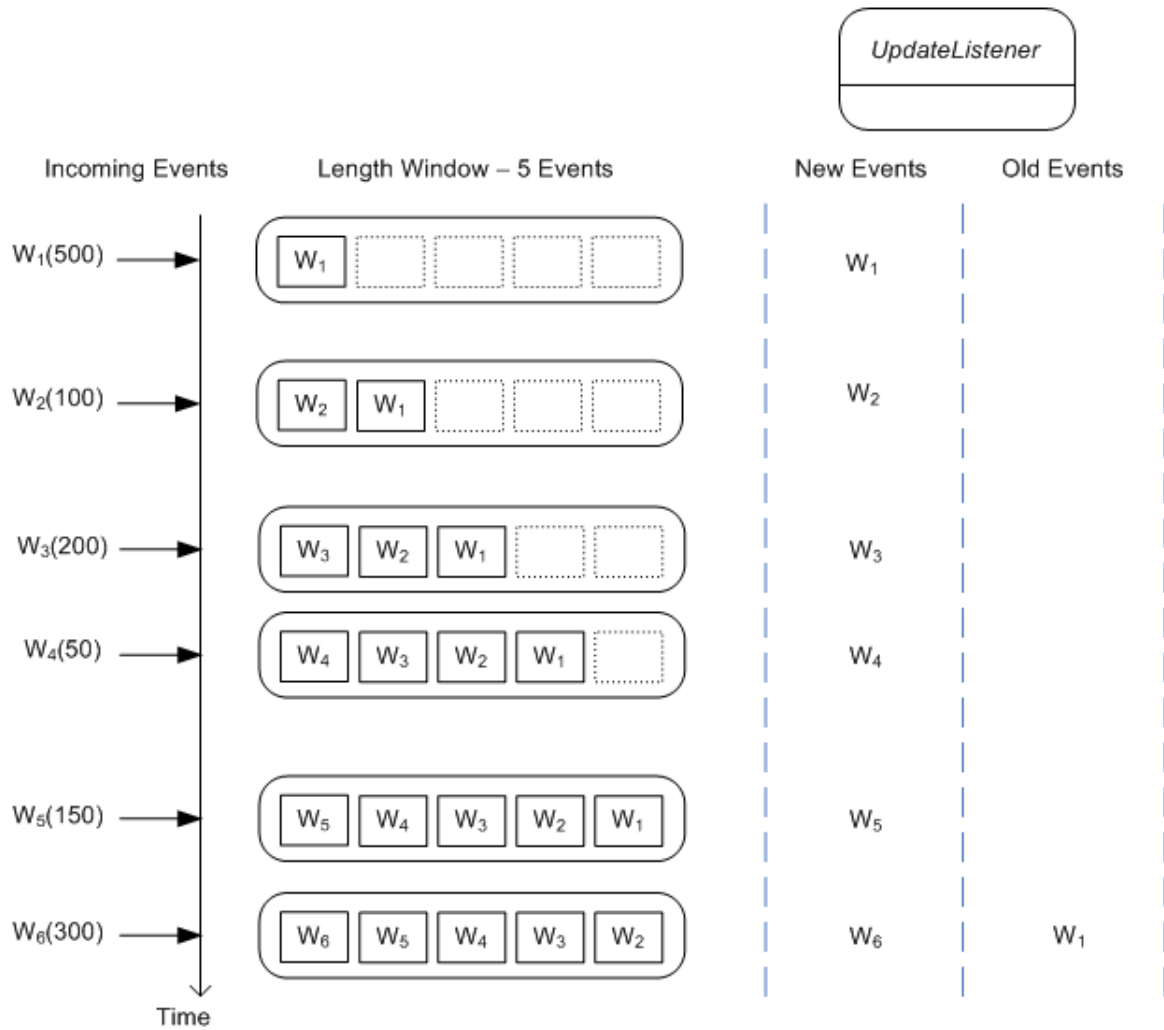 UpdateListener
Incoming Events Length Window – 5 Events New Events Old Events
W₁(500) W₁ W₁
W₂(100) W₂ W₁ W₂
W₃(200) W₃ W₂ W₁ W₃
W₄(50) W₄ W₃ W₂ W₁ W₄
W₅(150) W₅ W₄ W₃ W₂ W₁ W₅
W₆(300) W₆ W₅ W₄ W₃ W₂ W₆ W₁
Time